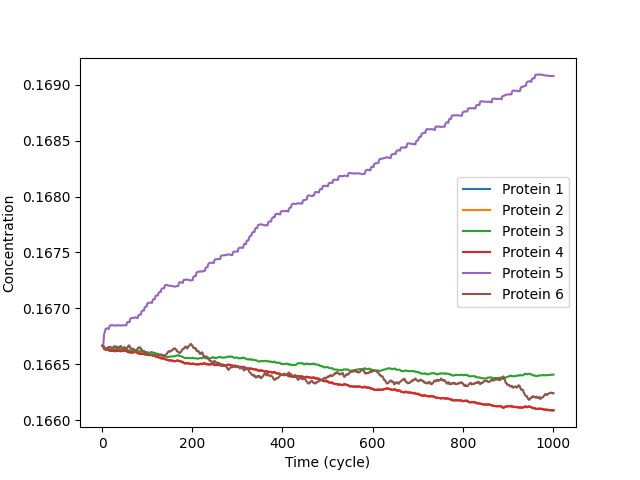 0.1690
0.1685
0.1680
0.1675
0.1670
0.1665
0.1660
Concentration
0 200 400 600 800 1000
Time (cycle)
Protein 1
Protein 2
Protein 3
Protein 4
Protein 5
Protein 6